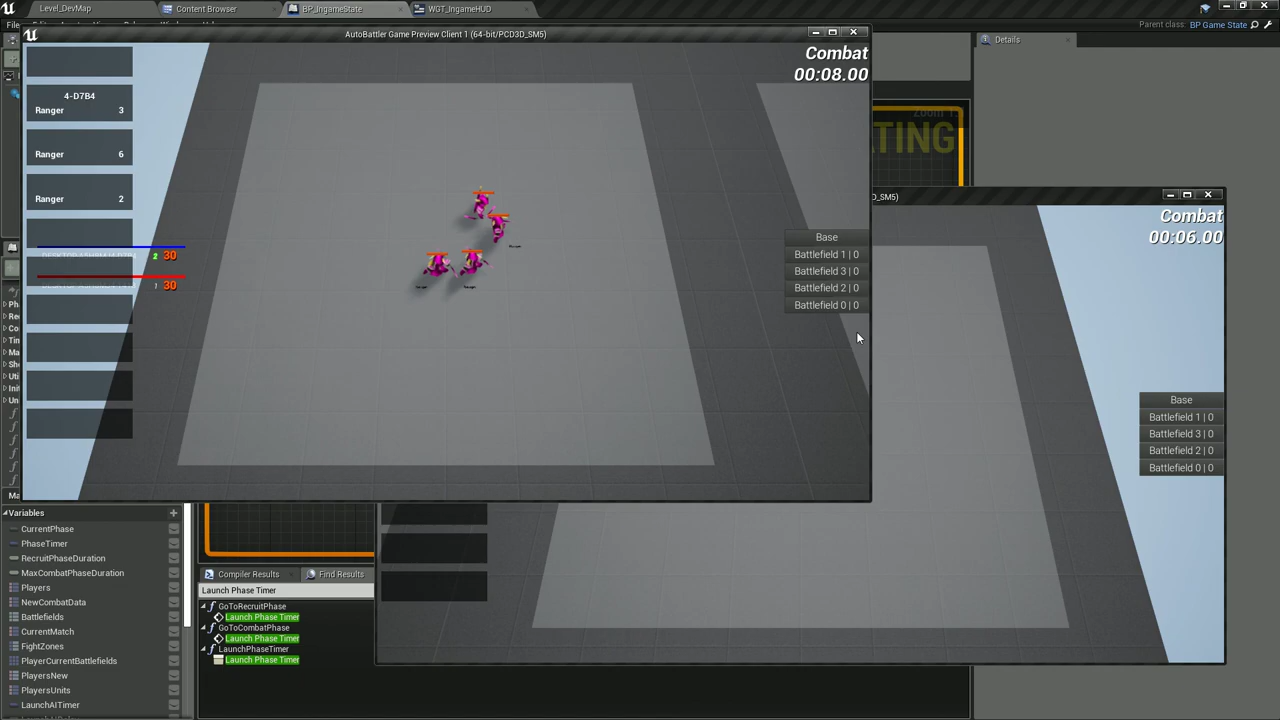 Level_DevMap
Content Browser
BP_IngameState
WGT_IngameHUD
File
Parent class: BP Game State
AutoBattler Game Preview Client 1 (64-bit/PCD3D_SM5)
Details
Combat
00:08.00
4-D7B4
Ranger 3
Ranger 6
Ranger 2
2 30
1 30
Base
Battlefield 1 | 0
Battlefield 3 | 0
Battlefield 2 | 0
Battlefield 0 | 0
D_SM5)
Combat
00:06.00
Base
Battlefield 1 | 0
Battlefield 3 | 0
Battlefield 2 | 0
Battlefield 0 | 0
Variables
CurrentPhase
PhaseTimer
RecruitPhaseDuration
MaxCombatPhaseDuration
Players
NewCombatData
Battlefields
CurrentMatch
FightZones
PlayerCurrentBattlefields
PlayersNew
PlayersUnits
LaunchAITimer
Compiler Results
Find Results
Launch Phase Timer
GoToRecruitPhase
Launch Phase Timer
GoToCombatPhase
Launch Phase Timer
LaunchPhaseTimer
Launch Phase Timer